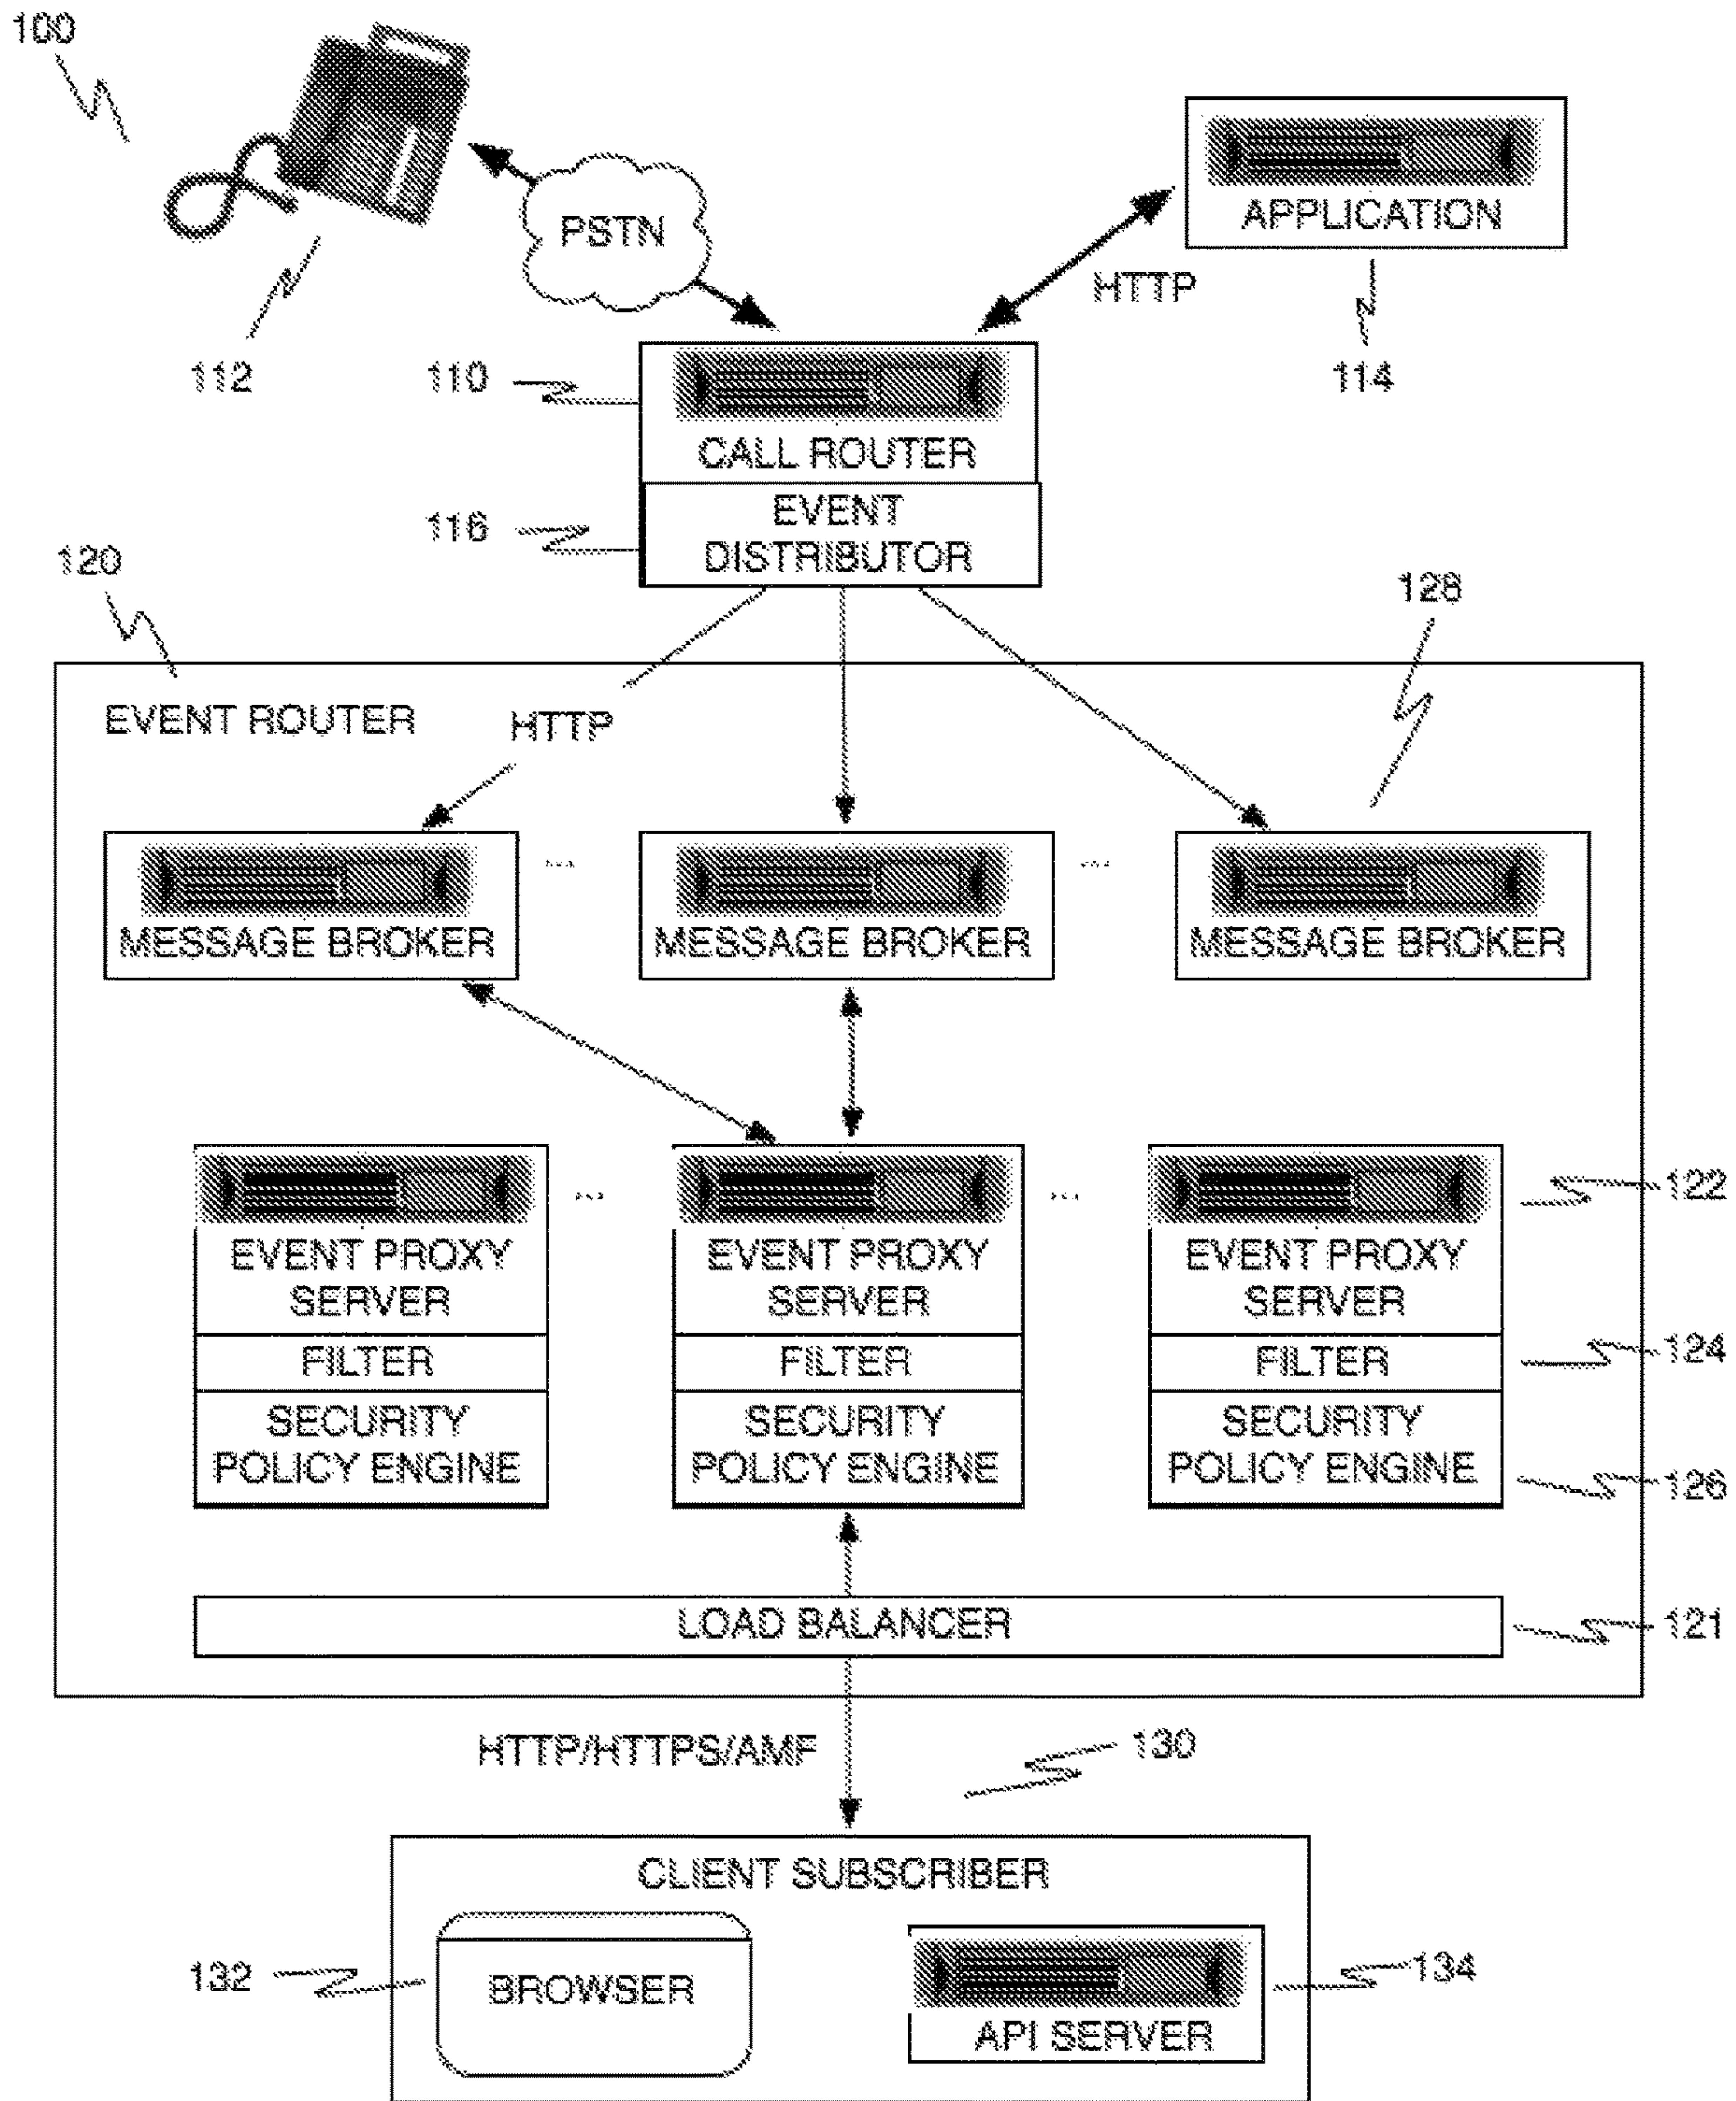 100
PSTN
APPLICATION
HTTP
112
110
114
CALL ROUTER
116
EVENT
DISTRIBUTOR
120
128
EVENT ROUTER
HTTP
MESSAGE BROKER
MESSAGE BROKER
MESSAGE BROKER
122
EVENT PROXY
SERVER
EVENT PROXY
SERVER
EVENT PROXY
SERVER
FILTER
FILTER
FILTER
124
SECURITY
POLICY ENGINE
SECURITY
POLICY ENGINE
SECURITY
POLICY ENGINE
126
LOAD BALANCER
121
HTTP/HTTPS/AMF
130
CLIENT SUBSCRIBER
132
BROWSER
134
API SERVER